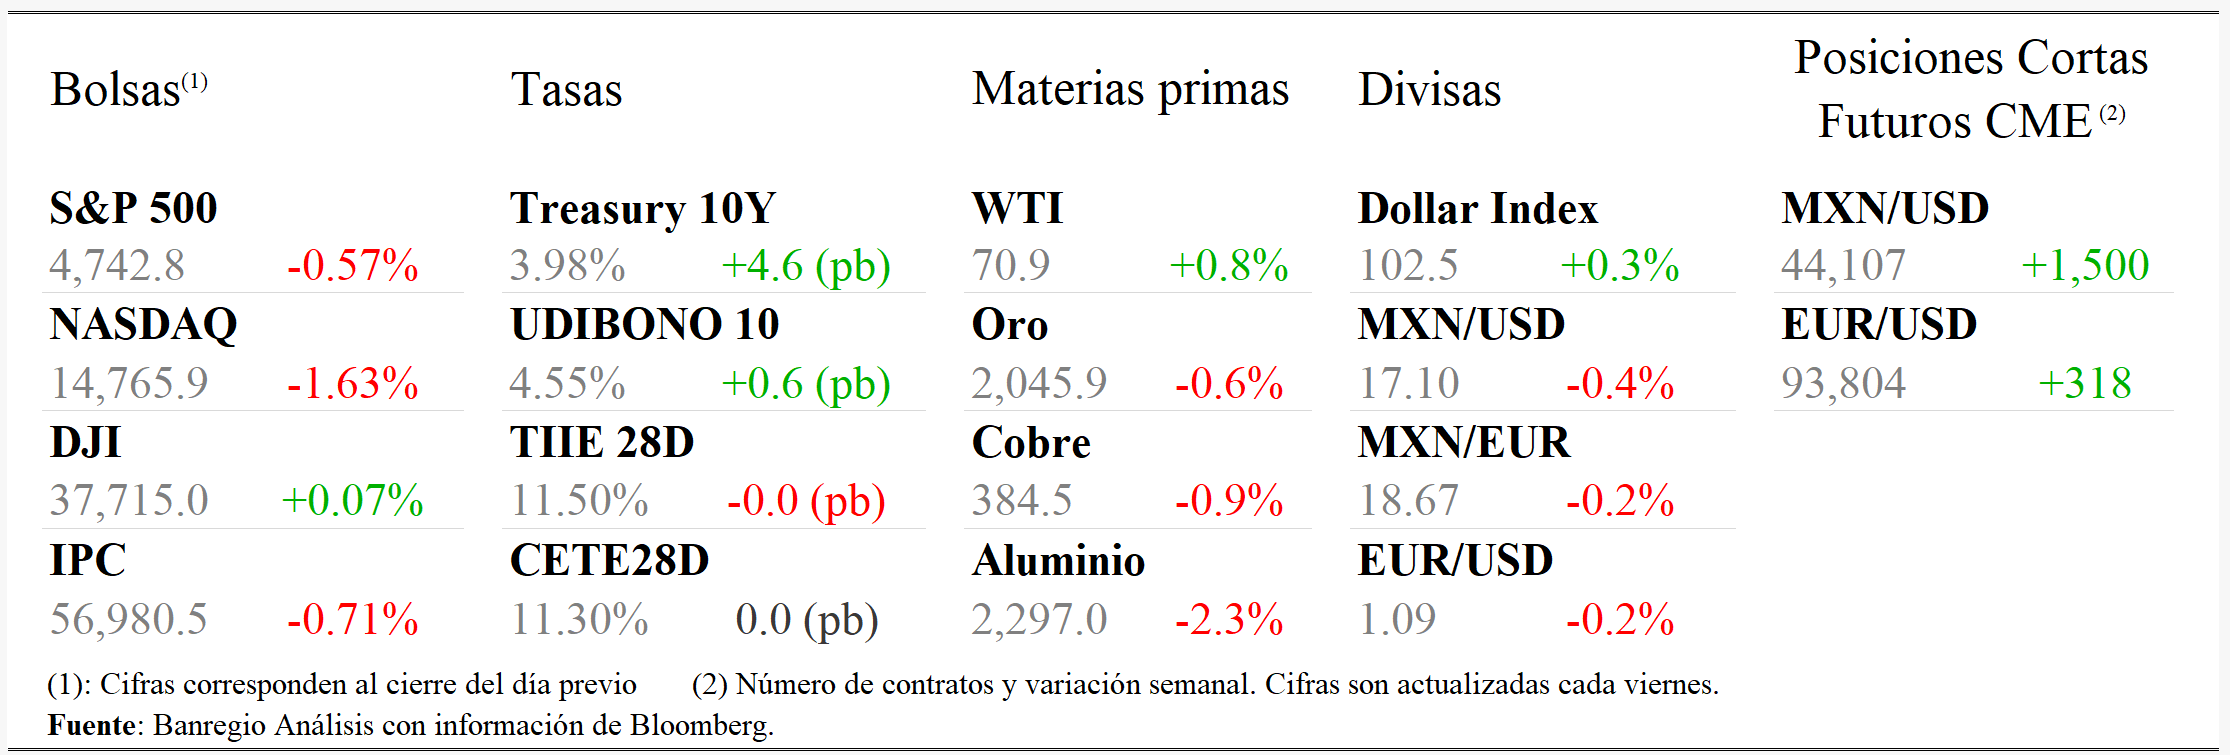 Bolsas(1) Tasas Materias primas Divisas Posiciones Cortas
Futuros CME (2)
S&P 500 Treasury 10Y WTI Dollar Index MXN/USD
4,742.8 -0.57% 3.98% +4.6 (pb) 70.9 +0.8% 102.5 +0.3% 44,107 +1,500
NASDAQ UDIBONO 10 Oro MXN/USD EUR/USD
14,765.9 -1.63% 4.55% +0.6 (pb) 2,045.9 -0.6% 17.10 -0.4% 93,804 +318
DJI TIIE 28D Cobre MXN/EUR
37,715.0 +0.07% 11.50% -0.0 (pb) 384.5 -0.9% 18.67 -0.2%
IPC CETE28D Aluminio EUR/USD
56,980.5 -0.71% 11.30% 0.0 (pb) 2,297.0 -2.3% 1.09 -0.2%
(1): Cifras corresponden al cierre del día previo (2) Número de contratos y variación semanal. Cifras son actualizadas cada viernes.
Fuente: Banregio Análisis con información de Bloomberg.